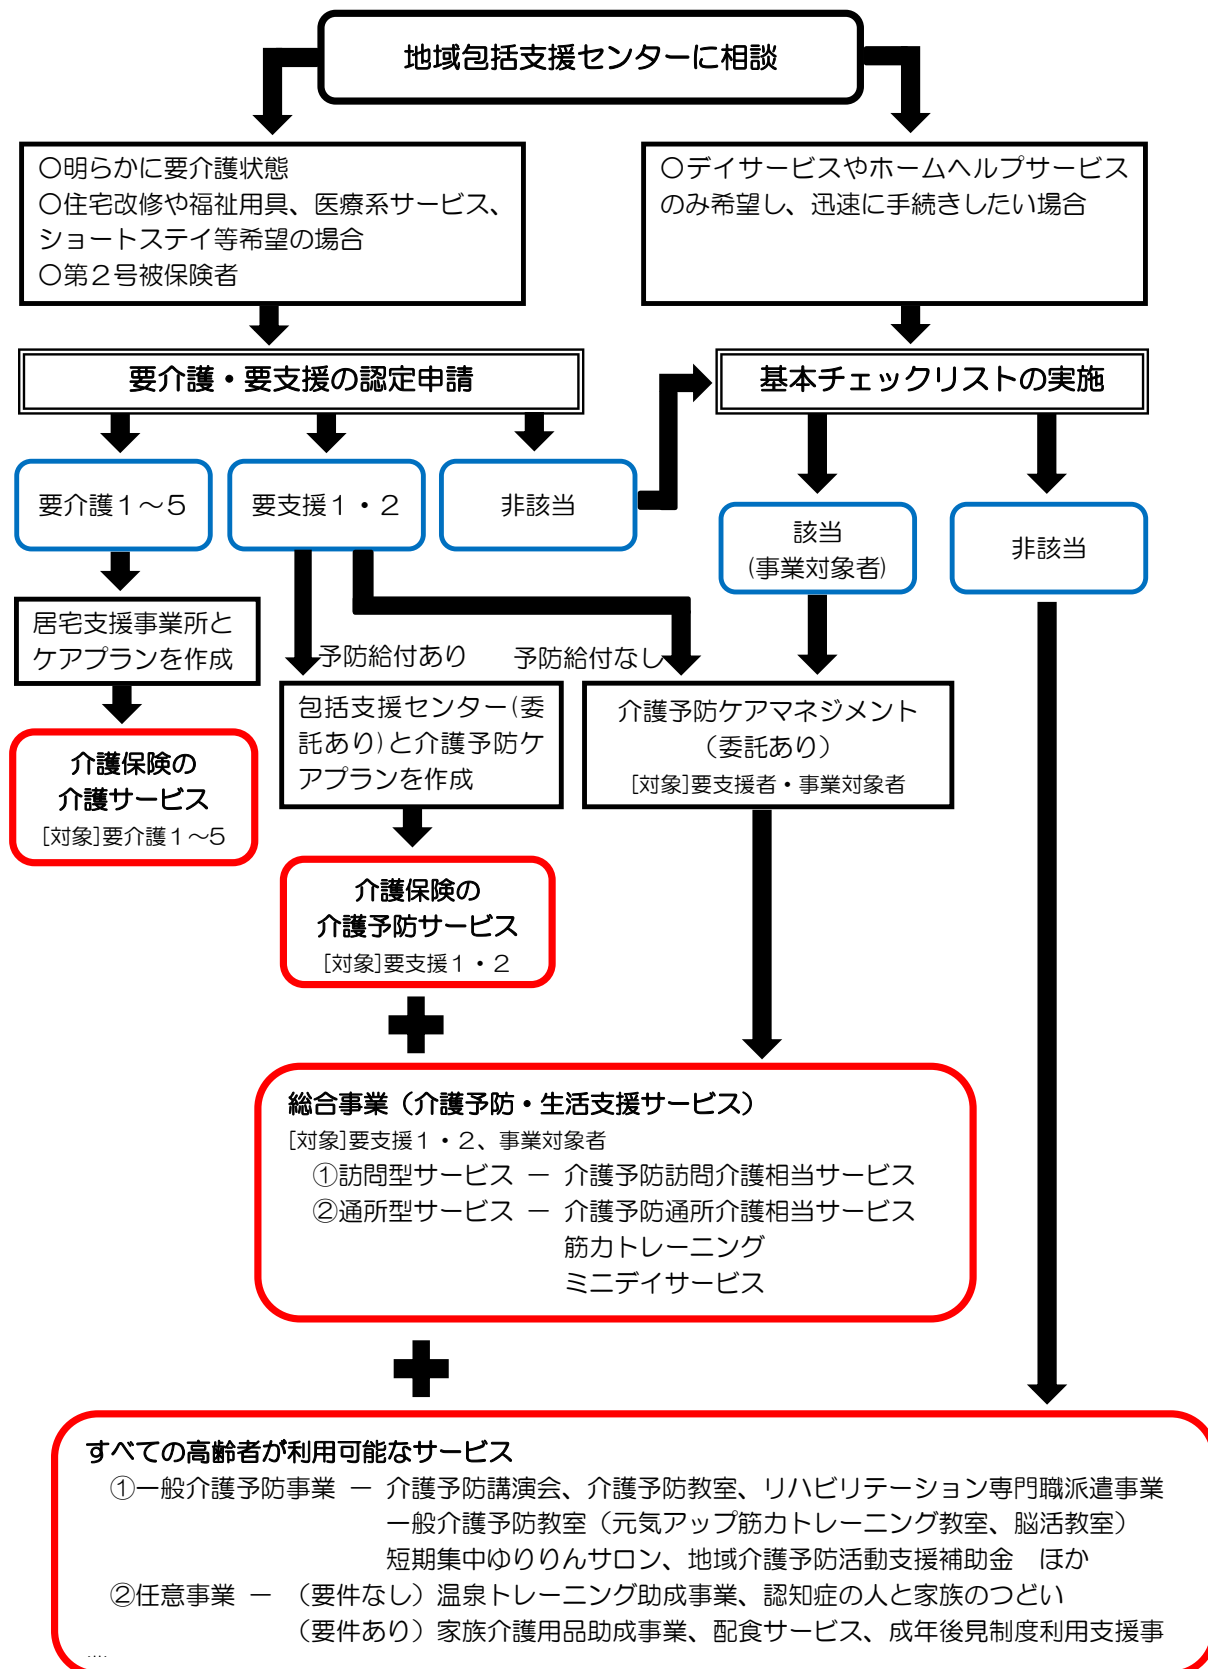 地域包括支援センターに相談
○明らかに要介護状態
○住宅改修や福祉用具、医療系サービス、
ショートステイ等希望の場合
○第２号被保険者
○デイサービスやホームヘルプサービス
のみ希望し、迅速に手続きしたい場合
要介護・要支援の認定申請
基本チェックリストの実施
要介護１～５
要支援１・２
非該当
該当
(事業対象者)
非該当
居宅支援事業所と
ケアプランを作成
予防給付あり
予防給付なし
包括支援センター(委
託あり)と介護予防ケ
アプランを作成
介護予防ケアマネジメント
（委託あり）
[対象]要支援者・事業対象者
介護保険の
介護サービス
[対象]要介護１～５
介護保険の
介護予防サービス
[対象]要支援１・２
総合事業（介護予防・生活支援サービス）
[対象]要支援１・２、事業対象者
①訪問型サービス － 介護予防訪問介護相当サービス
②通所型サービス － 介護予防通所介護相当サービス
筋力トレーニング
ミニデイサービス
すべての高齢者が利用可能なサービス
①一般介護予防事業 － 介護予防講演会、介護予防教室、リハビリテーション専門職派遣事業
一般介護予防教室（元気アップ筋力トレーニング教室、脳活教室）
短期集中ゆりりんサロン、地域介護予防活動支援補助金　ほか
②任意事業 － （要件なし）温泉トレーニング助成事業、認知症の人と家族のつどい
（要件あり）家族介護用品助成事業、配食サービス、成年後見制度利用支援事